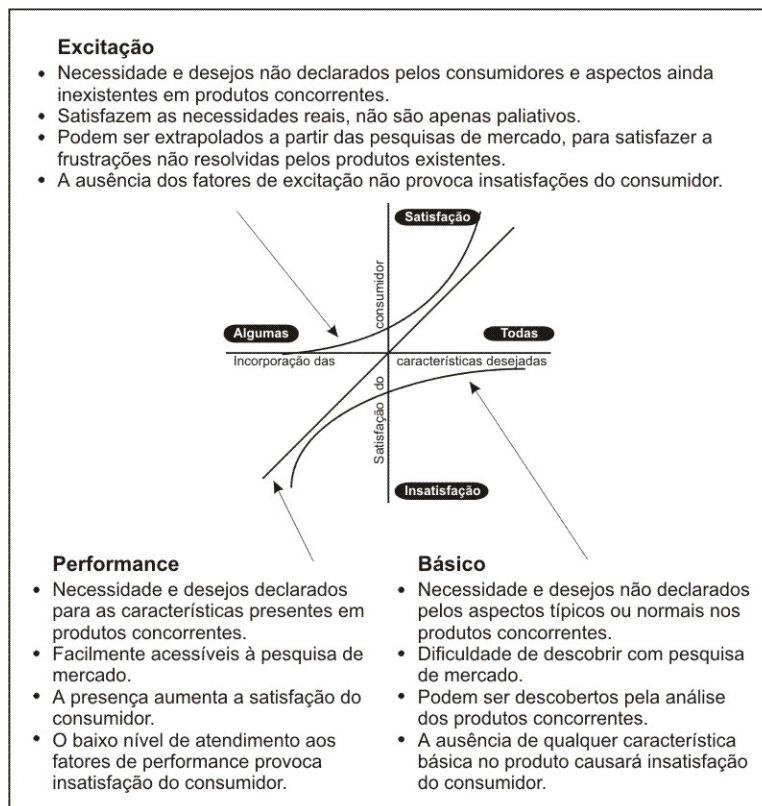 Excitação
• Necessidade e desejos não declarados pelos consumidores e aspectos ainda
inexistentes em produtos concorrentes.
• Satisfazem as necessidades reais, não são apenas paliativos.
• Podem ser extrapolados a partir das pesquisas de mercado, para satisfazer a
frustrações não resolvidas pelos produtos existentes.
• A ausência dos fatores de excitação não provoca insatisfações do consumidor.
Satisfação
Algumas
Todas
Incorporação das características desejadas
Satisfação do consumidor
Insatisfação
Performance
• Necessidade e desejos declarados
para as características presentes em
produtos concorrentes.
• Facilmente acessíveis à pesquisa de
mercado.
• A presença aumenta a satisfação do
consumidor.
• O baixo nível de atendimento aos
fatores de performance provoca
insatisfação do consumidor.
Básico
• Necessidade e desejos não declarados
pelos aspectos típicos ou normais nos
produtos concorrentes.
• Dificuldade de descobrir com pesquisa
de mercado.
• Podem ser descobertos pela análise
dos produtos concorrentes.
• A ausência de qualquer característica
básica no produto causará insatisfação
do consumidor.